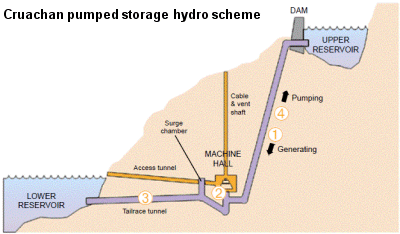 Cruachan pumped storage hydro scheme
DAM
UPPER
RESERVOIR
Cable
& vent
shaft
Pumping
4
1
Surge
chamber
MACHINE
HALL
Generating
Access tunnel
2
3
LOWER
RESERVOIR
Tailrace tunnel